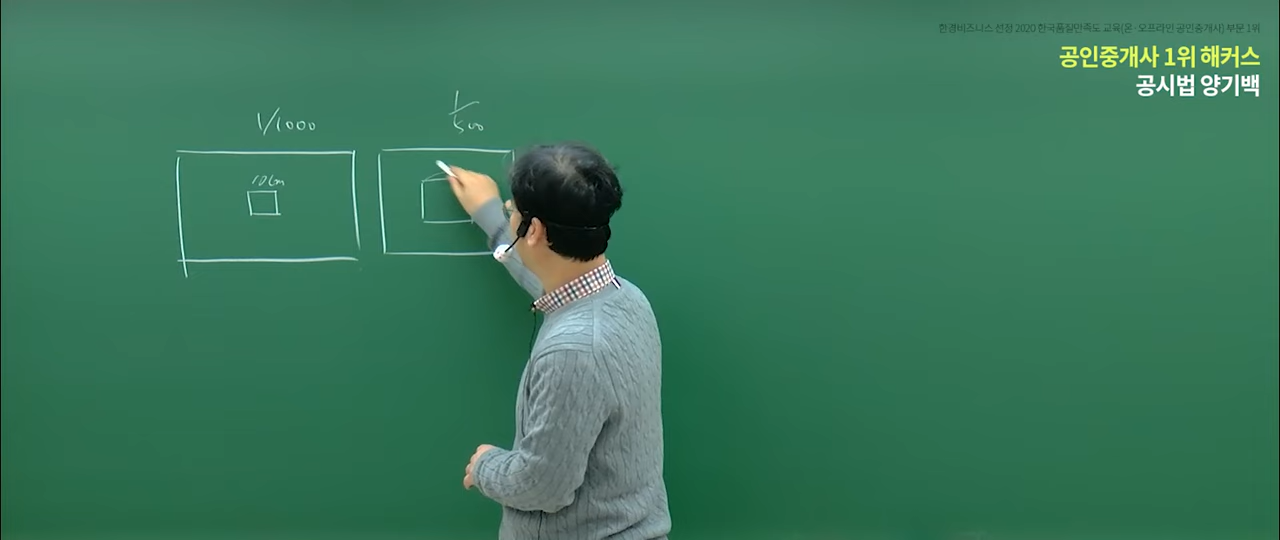 한경비즈니스 선정 2020 한국품질만족도 교육(온·오프라인 공인중개사) 부문 1위
공인중개사 1위 해커스
공시법 양기백
1/1000
1/500